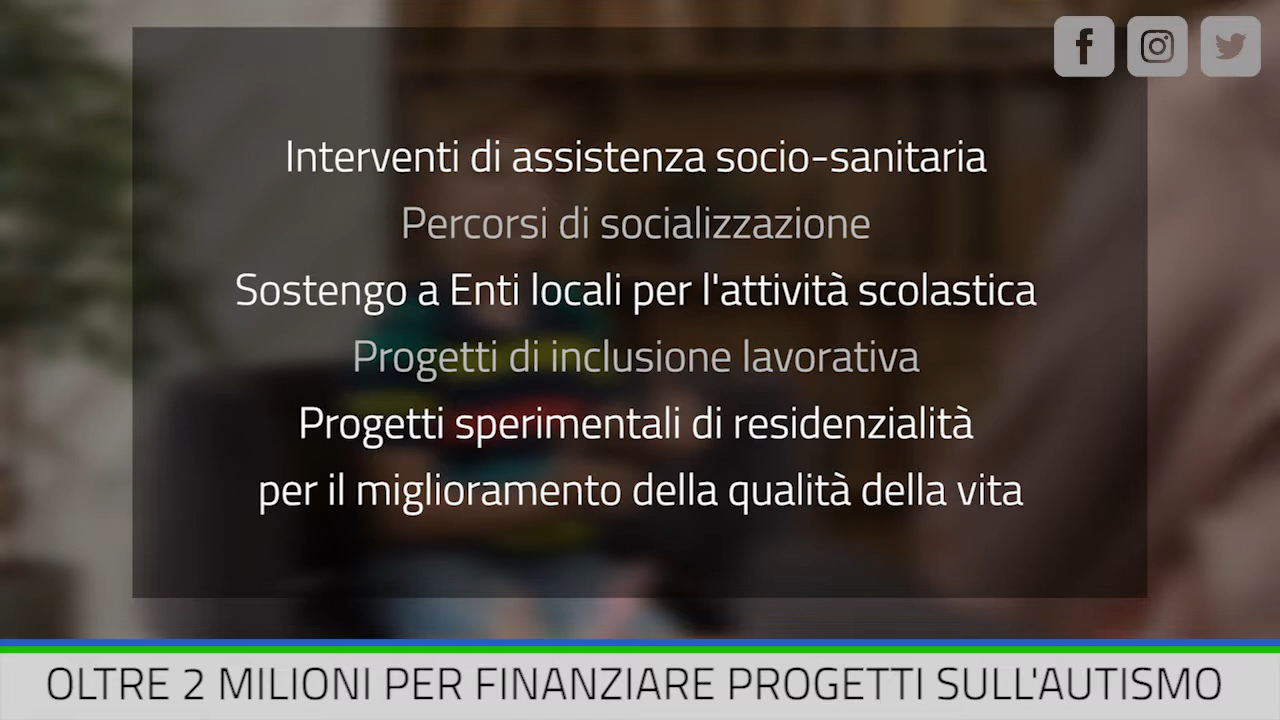 Interventi di assistenza socio-sanitaria
Percorsi di socializzazione
Sostengo a Enti locali per l'attività scolastica
Progetti di inclusione lavorativa
Progetti sperimentali di residenzialità
per il miglioramento della qualità della vita
OLTRE 2 MILIONI PER FINANZIARE PROGETTI SULL'AUTISMO